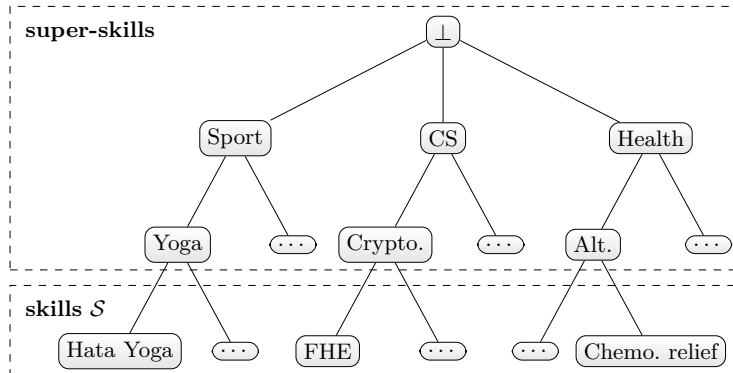 super-skills
⊥
Sport CS Health
Yoga ··· Crypto. ··· Alt. ···
skills 𝒮
Hata Yoga ··· FHE ··· ··· Chemo. relief